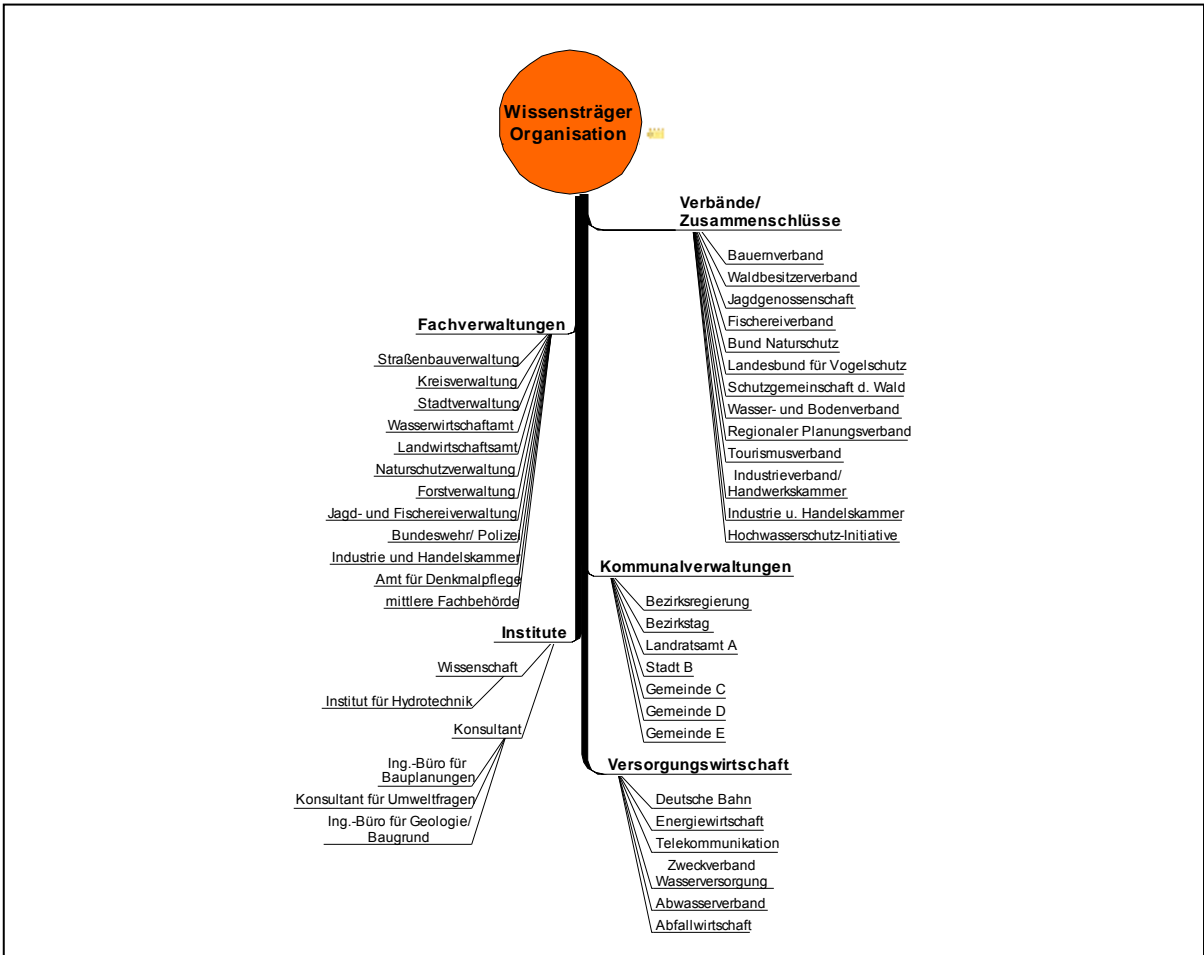 Wissensträger
Organisation
Verbände/
Zusammenschlüsse
Bauernverband
Waldbesitzerverband
Jagdgenossenschaft
Fischereiverband
Bund Naturschutz
Landesbund für Vogelschutz
Schutzgemeinschaft d. Wald
Wasser- und Bodenverband
Regionaler Planungsverband
Tourismusverband
Industrieverband/
Handwerkskammer
Industrie u. Handelskammer
Hochwasserschutz-Initiative
Fachverwaltungen
Straßenbauverwaltung
Kreisverwaltung
Stadtverwaltung
Wasserwirtschaftamt
Landwirtschaftsamt
Naturschutzverwaltung
Forstverwaltung
Jagd- und Fischereiverwaltung
Bundeswehr/ Polizei
Industrie und Handelskammer
Amt für Denkmalpflege
mittlere Fachbehörde
Kommunalverwaltungen
Bezirksregierung
Bezirkstag
Landratsamt A
Stadt B
Gemeinde C
Gemeinde D
Gemeinde E
Institute
Wissenschaft
Institut für Hydrotechnik
Konsultant
Ing.-Büro für
Bauplanungen
Konsultant für Umweltfragen
Ing.-Büro für Geologie/
Baugrund
Versorgungswirtschaft
Deutsche Bahn
Energiewirtschaft
Telekommunikation
Zweckverband
Wasserversorgung
Abwasserverband
Abfallwirtschaft